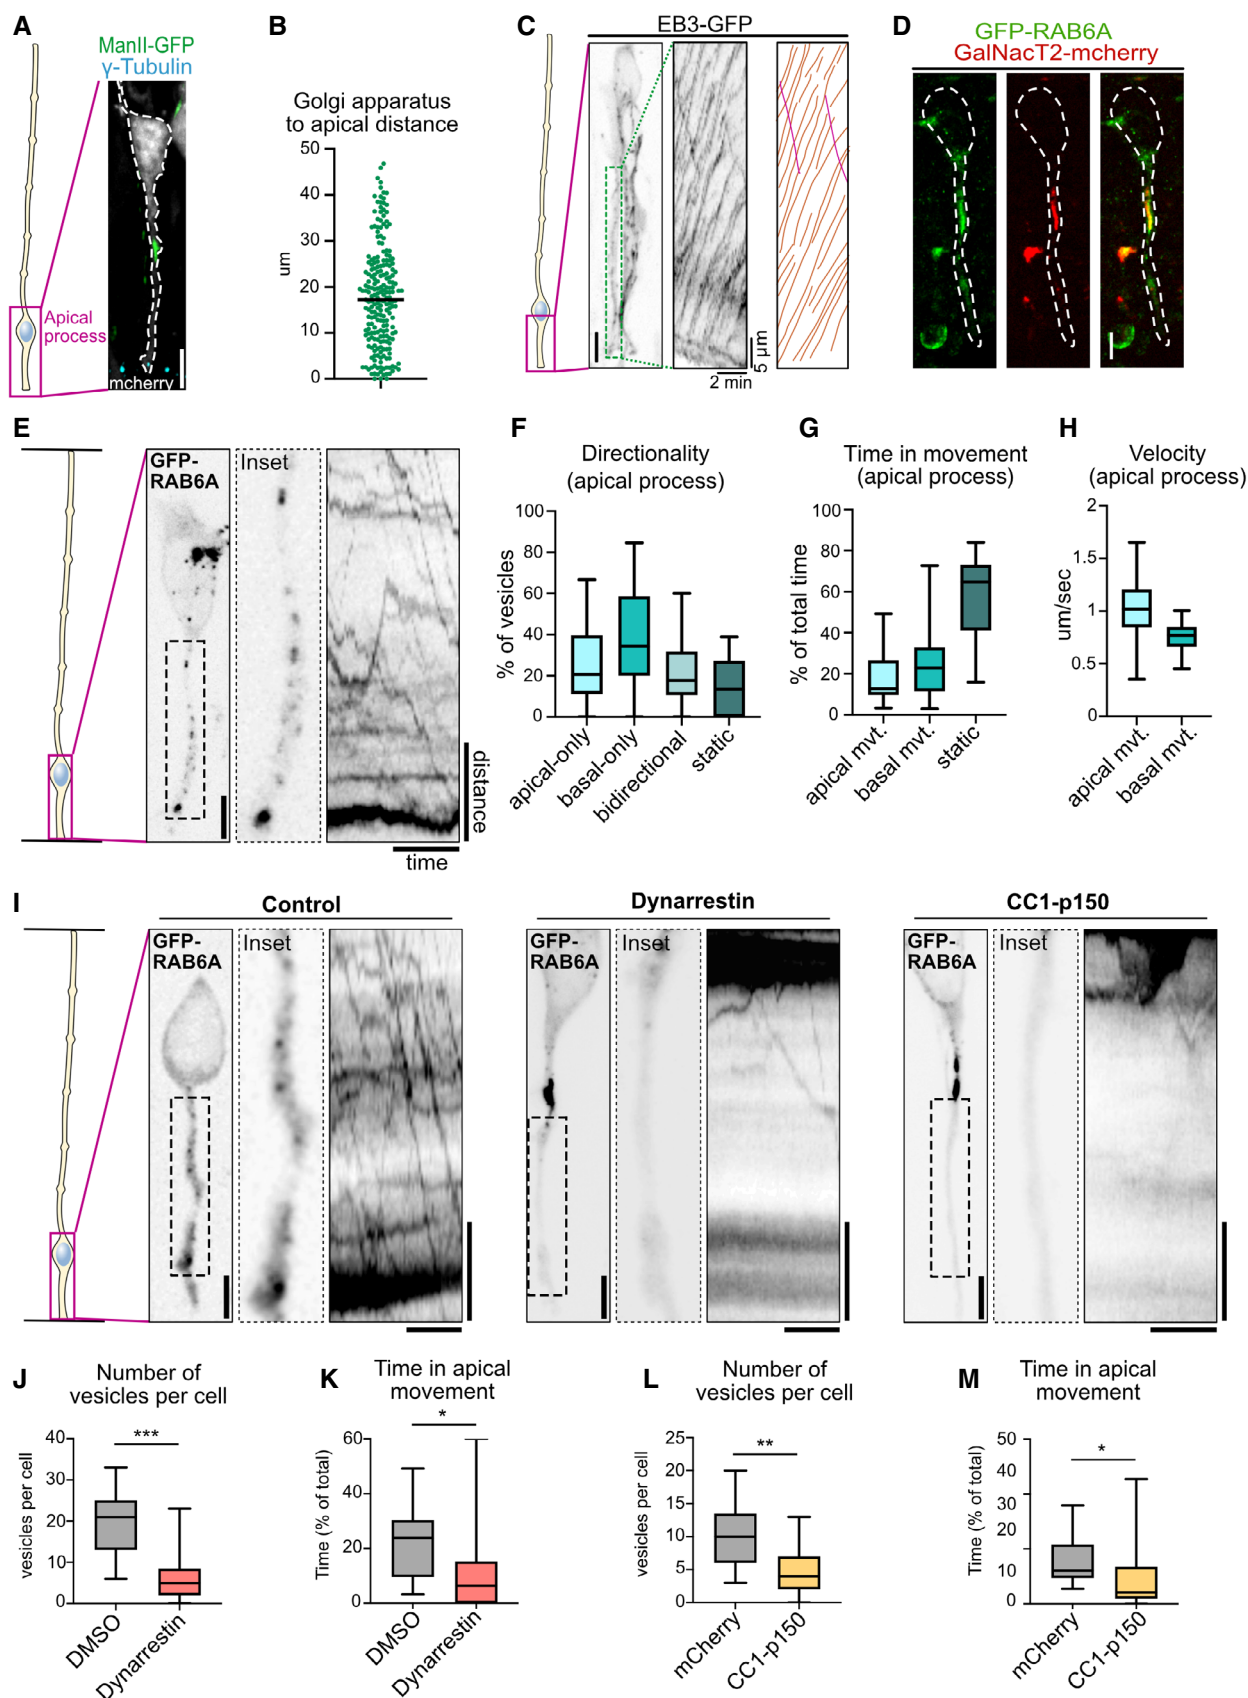 A
ManII-GFP
γ-Tubulin
Apical
process
mcherry
B
Golgi apparatus
to apical distance
um
50
40
30
20
10
0
C
EB3-GFP
2 min
5 µm
D
GFP-RAB6A
GalNacT2-mcherry
E
GFP-
RAB6A
Inset
distance
time
F
Directionality
(apical process)
% of vesicles
100
80
60
40
20
0
apical-only
basal-only
bidirectional
static
G
Time in movement
(apical process)
% of total time
100
80
60
40
20
0
apical mvt.
basal mvt.
static
H
Velocity
(apical process)
um/sec
2
1.5
1
0.5
0
apical mvt.
basal mvt.
I
Control
GFP-
RAB6A
Inset
Dynarrestin
GFP-
RAB6A
Inset
CC1-p150
GFP-
RAB6A
Inset
J
Number of
vesicles per cell
vesicles per cell
40
30
20
10
0
***
DMSO
Dynarrestin
K
Time in apical
movement
Time (% of total)
60
40
20
0
*
DMSO
Dynarrestin
L
Number of
vesicles per cell
vesicles per cell
25
20
15
10
5
0
**
mCherry
CC1-p150
M
Time in apical
movement
Time (% of total)
50
40
30
20
10
0
*
mCherry
CC1-p150